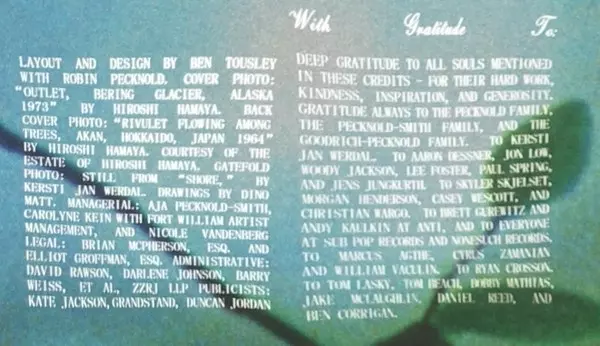 With Gratitude To:
LAYOUT AND DESIGN BY BEN TOUSLEY
WITH ROBIN PECKNOLD. COVER PHOTO:
"OUTLET, BERING GLACIER, ALASKA
1973" BY HIROSHI HAMAYA. BACK
COVER PHOTO: "RIVULET FLOWING AMONG
TREES, AKAN, HOKKAIDO, JAPAN 1964"
BY HIROSHI HAMAYA. COURTESY OF THE
ESTATE OF HIROSHI HAMAYA. GATEFOLD
PHOTO: STILL FROM "SHORE," BY
KERSTI JAN WERDAL. DRAWINGS BY DINO
MATT. MANAGERIAL: AJA PECKNOLD-SMITH,
CAROLYNE KEIN WITH FORT WILLIAM ARTIST
MANAGEMENT, AND NICOLE VANDENBERG
LEGAL: BRIAN MCPHERSON, ESQ. AND
ELLIOT GROFFMAN, ESQ. ADMINISTRATIVE:
DAVID RAWSON, DARLENE JOHNSON, BARRY
WEISS, ET AL, ZZRJ LLP PUBLICISTS:
KATE JACKSON,GRANDSTAND, DUNCAN JORDAN
DEEP GRATITUDE TO ALL SOULS MENTIONED
IN THESE CREDITS - FOR THEIR HARD WORK,
KINDNESS, INSPIRATION, AND GENEROSITY.
GRATITUDE ALWAYS TO THE PECKNOLD FAMILY,
THE PECKNOLD-SMITH FAMILY, AND THE
GOODRICH-PECKNOLD FAMILY. TO KERSTI
JAN WERDAL. TO AARON DESSNER, JON LOW,
WOODY JACKSON, LEE FOSTER, PAUL SPRING,
AND JENS JUNGKURTH. TO SKYLER SKJELSET,
MORGAN HENDERSON, CASEY WESCOTT, AND
CHRISTIAN WARGO. TO BRETT GUREWITZ AND
ANDY KAULKIN AT ANTI, AND TO EVERYONE
AT SUB POP RECORDS AND NONESUCH RECORDS.
TO MARCUS AGTHE, CYRUS ZAMANIAN
AND WILLIAM VACULIN. TO RYAN CROSSON.
TO TOM LASKY, TOM BEACH, BOBBY MATHIAS,
JAKE MCLAUGHLIN, DANIEL REED, AND
BEN CORRIGAN.